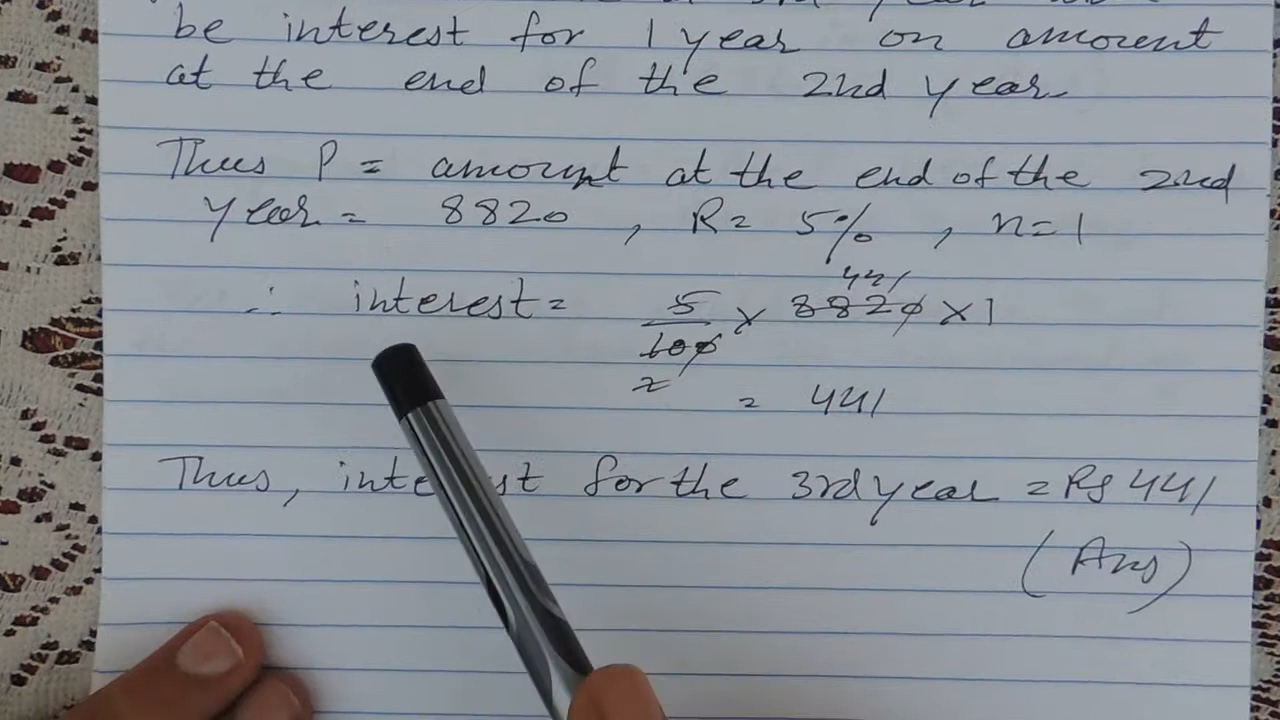 be interest for 1 year on amount
at the end of the 2nd year
Thus P = amount at the end of the 2nd
year = 8820 , R = 5% , n = 1
441
∴ interest = 5/100 × 8820 × 1
2
= 441
Thus, interest for the 3rd year = Rs 441
(Ans)